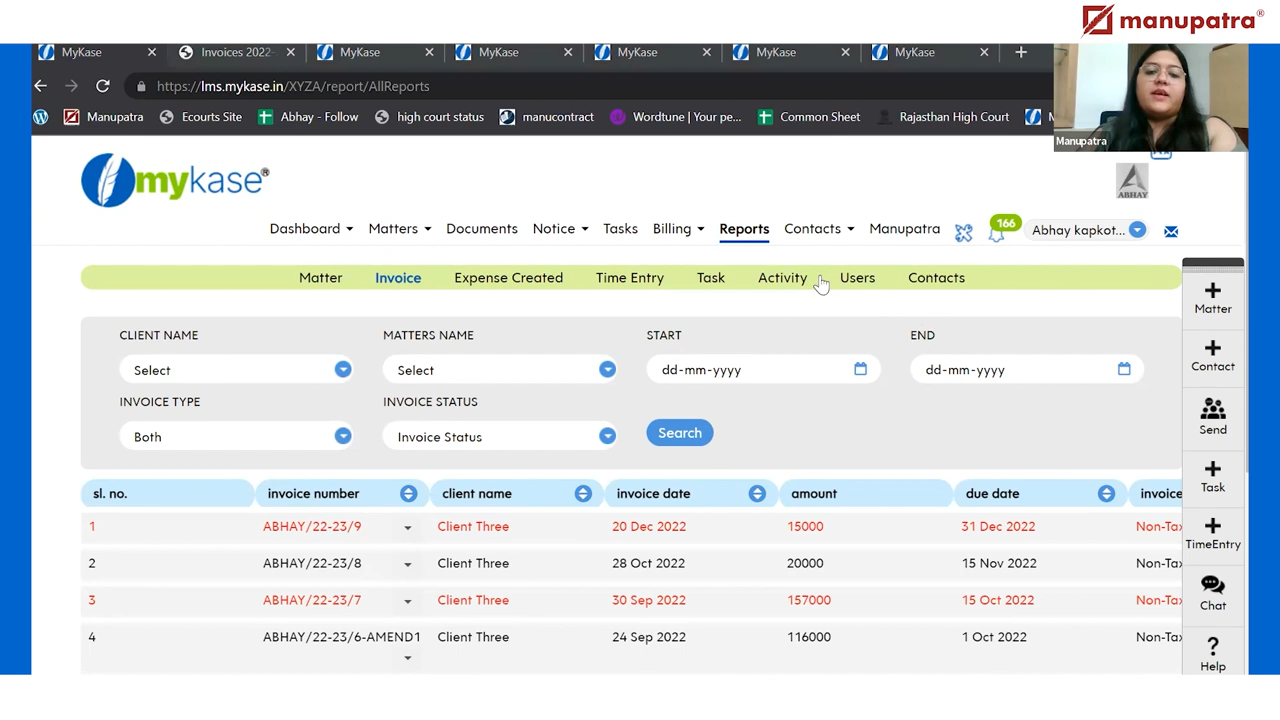 manupatra®
MyKase
Invoices 2022-
MyKase
MyKase
MyKase
MyKase
MyKase
https://lms.mykase.in/XYZA/report/AllReports
Manupatra
Ecourts Site
Abhay - Follow
high court status
manucontract
Wordtune | Your pe...
Common Sheet
Rajasthan High Court
Manupatra
mykase®
ABHAY
Dashboard
Matters
Documents
Notice
Tasks
Billing
Reports
Contacts
Manupatra
166
Abhay kapkot...
Matter
Invoice
Expense Created
Time Entry
Task
Activity
Users
Contacts
CLIENT NAME
MATTERS NAME
START
END
Select
Select
dd-mm-yyyy
dd-mm-yyyy
INVOICE TYPE
INVOICE STATUS
Both
Invoice Status
Search
sl. no. invoice number client name invoice date amount due date invoice
1 ABHAY/22-23/9 Client Three 20 Dec 2022 15000 31 Dec 2022 Non-Tax
2 ABHAY/22-23/8 Client Three 28 Oct 2022 20000 15 Nov 2022 Non-Tax
3 ABHAY/22-23/7 Client Three 30 Sep 2022 157000 15 Oct 2022 Non-Tax
4 ABHAY/22-23/6-AMEND1 Client Three 24 Sep 2022 116000 1 Oct 2022 Non-Tax
+
Matter
+
Contact
Send
+
Task
+
TimeEntry
Chat
?
Help